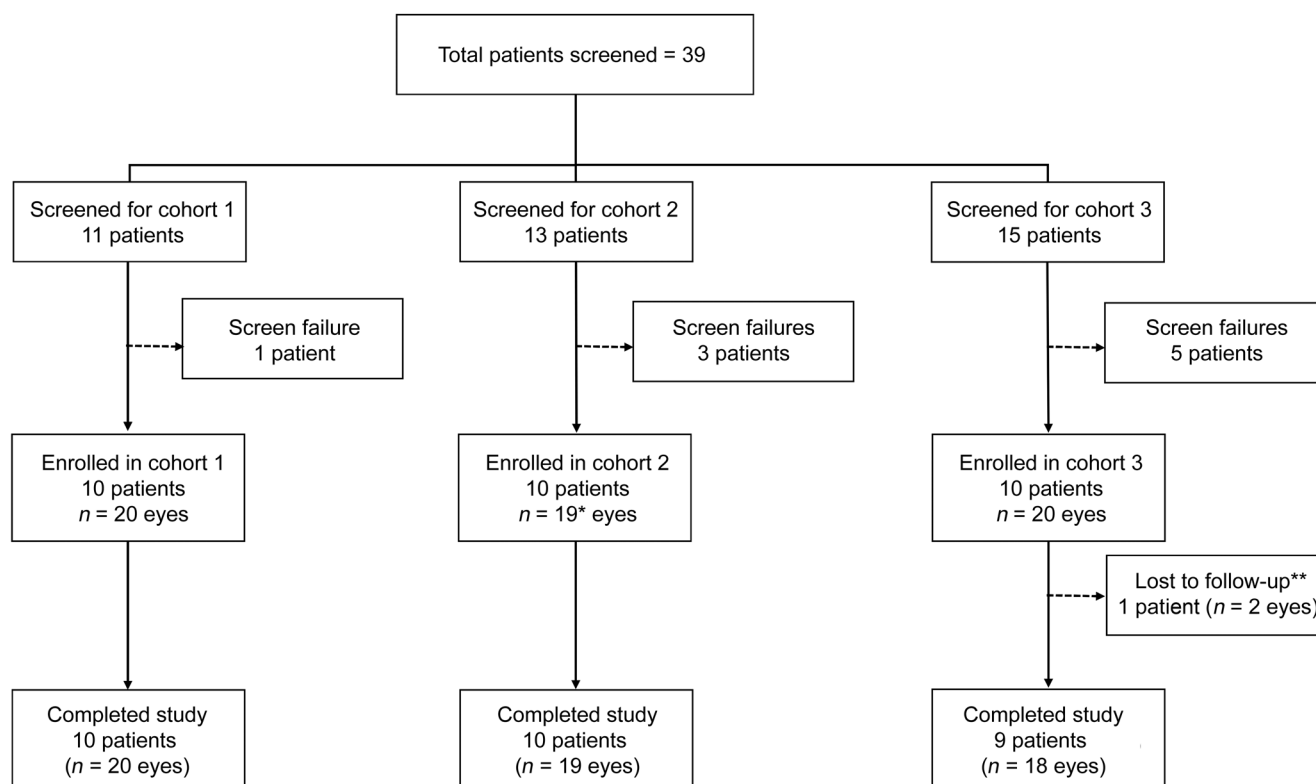 Total patients screened = 39
Screened for cohort 1
11 patients
Screened for cohort 2
13 patients
Screened for cohort 3
15 patients
Screen failure
1 patient
Screen failures
3 patients
Screen failures
5 patients
Enrolled in cohort 1
10 patients
n = 20 eyes
Enrolled in cohort 2
10 patients
n = 19* eyes
Enrolled in cohort 3
10 patients
n = 20 eyes
Lost to follow-up**
1 patient (n = 2 eyes)
Completed study
10 patients
(n = 20 eyes)
Completed study
10 patients
(n = 19 eyes)
Completed study
9 patients
(n = 18 eyes)